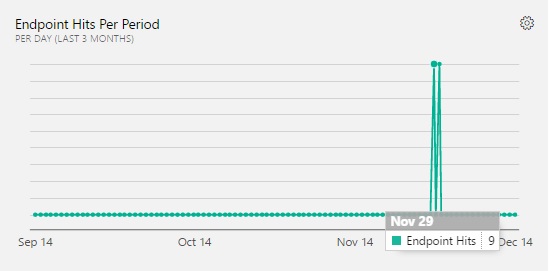 Endpoint Hits Per Period
PER DAY (LAST 3 MONTHS)
Nov 29
Endpoint Hits 9
Sep 14 Oct 14 Nov 14 Dec 14